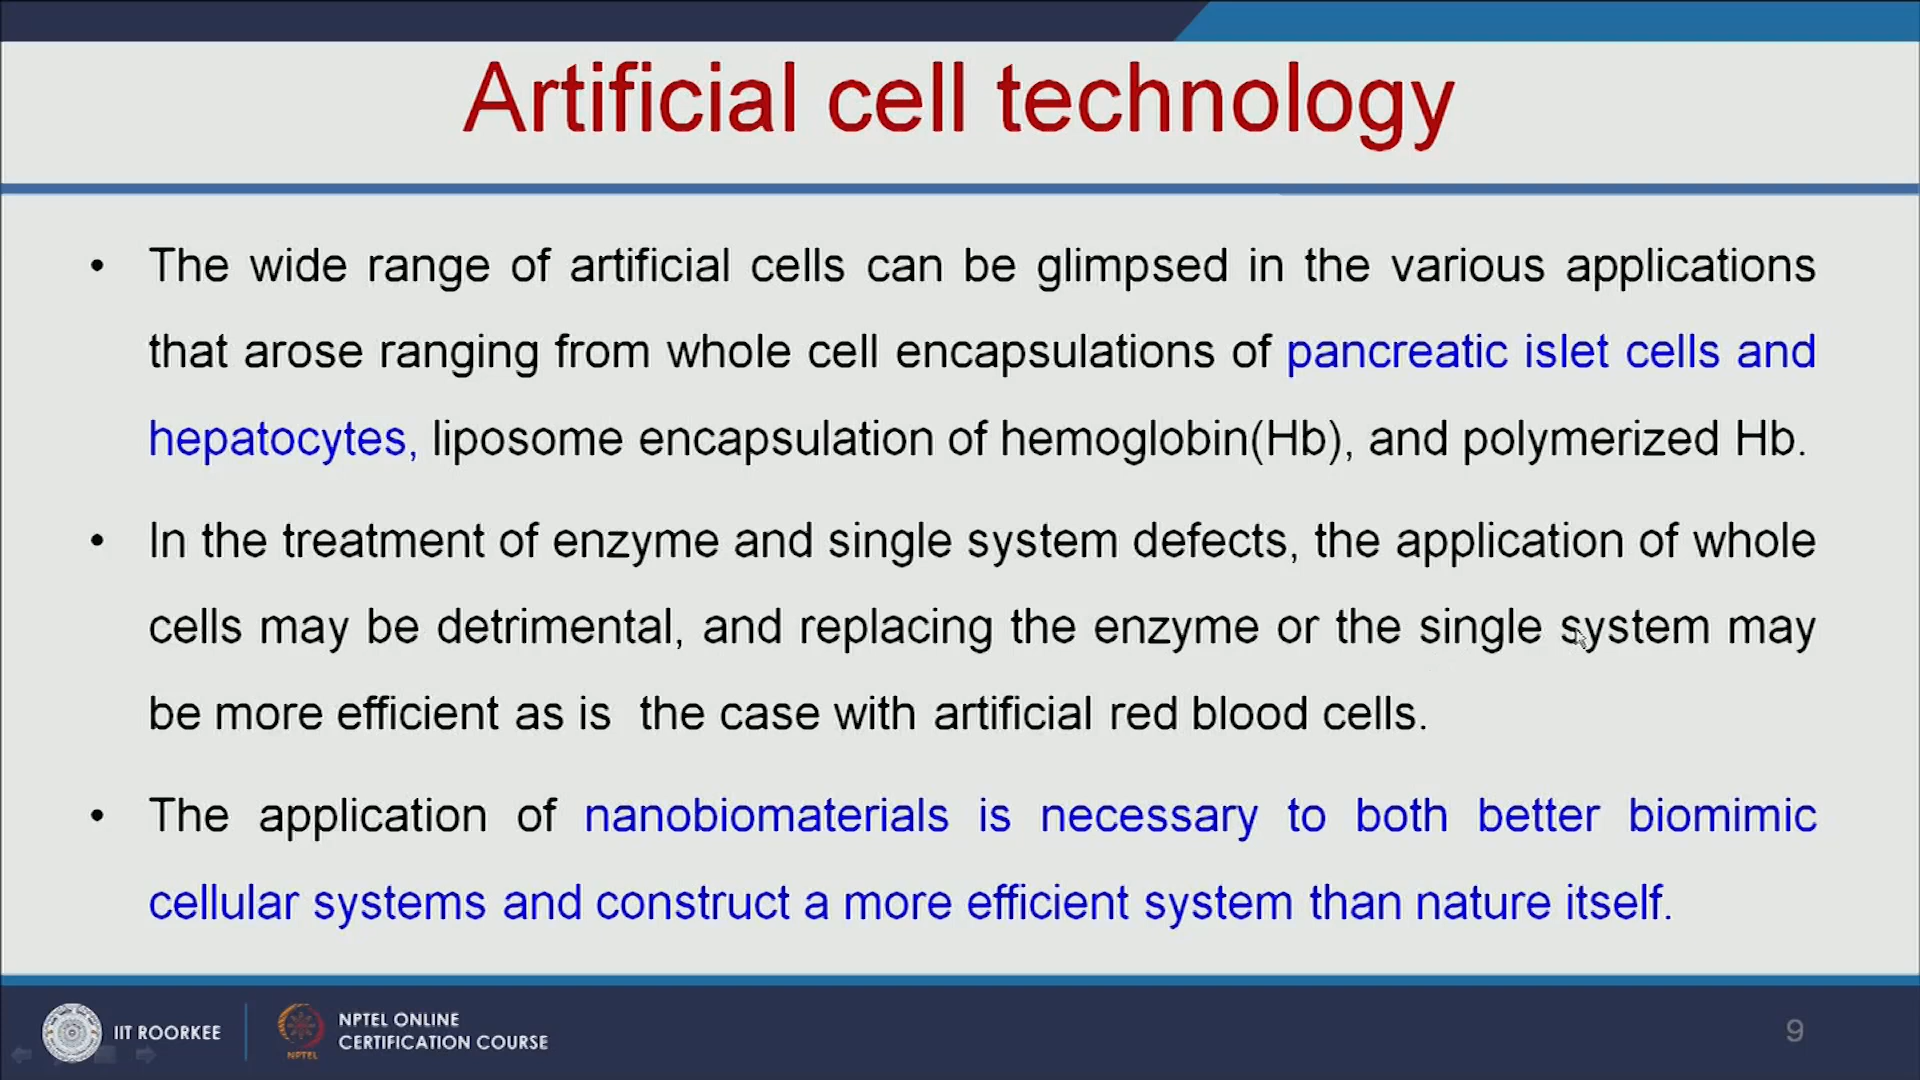 Artificial cell technology
• The wide range of artificial cells can be glimpsed in the various applications
that arose ranging from whole cell encapsulations of pancreatic islet cells and
hepatocytes, liposome encapsulation of hemoglobin(Hb), and polymerized Hb.
• In the treatment of enzyme and single system defects, the application of whole
cells may be detrimental, and replacing the enzyme or the single system may
be more efficient as is the case with artificial red blood cells.
• The application of nanobiomaterials is necessary to both better biomimic
cellular systems and construct a more efficient system than nature itself.
IIT ROORKEE
NPTEL
NPTEL ONLINE
CERTIFICATION COURSE
9